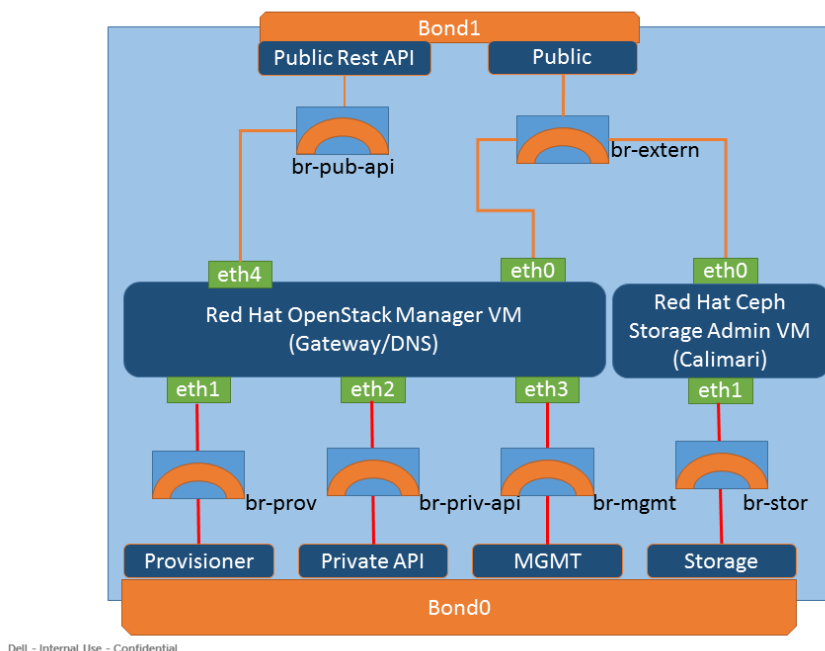 Bond1
Public Rest API
Public
br-pub-api
br-extern
eth4
eth0
eth0
Red Hat OpenStack Manager VM
(Gateway/DNS)
Red Hat Ceph
Storage Admin VM
(Calimari)
eth1
eth2
eth3
eth1
br-prov
br-priv-api
br-mgmt
br-stor
Provisioner
Private API
MGMT
Storage
Bond0
Dell - Internal Use - Confidential